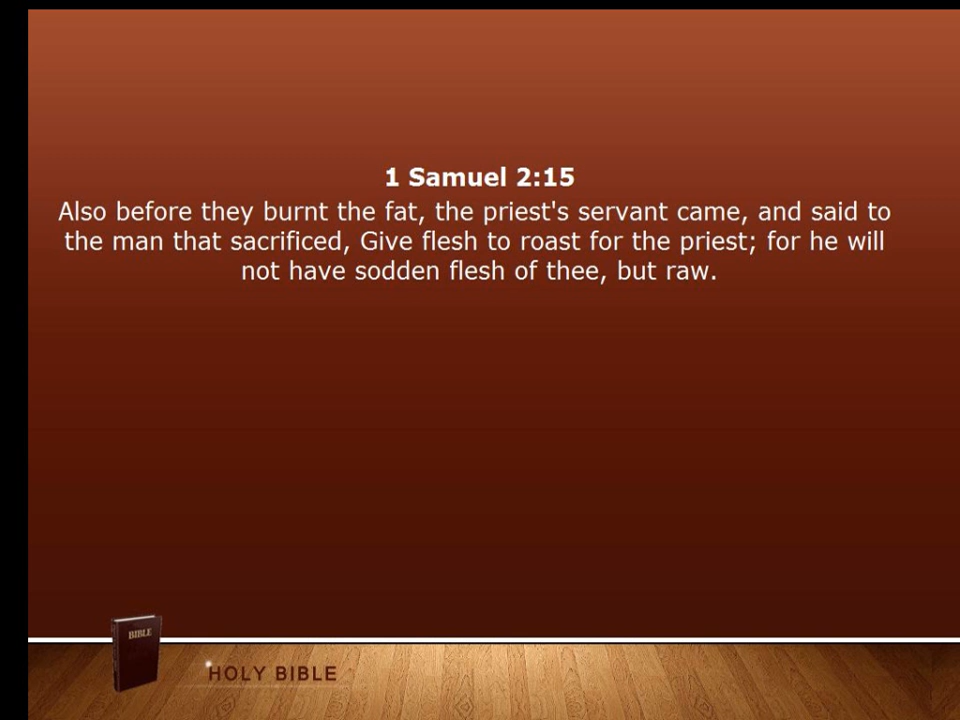 1 Samuel 2:15
Also before they burnt the fat, the priest's servant came, and said to
the man that sacrificed, Give flesh to roast for the priest; for he will
not have sodden flesh of thee, but raw.
BIBLE
HOLY BIBLE